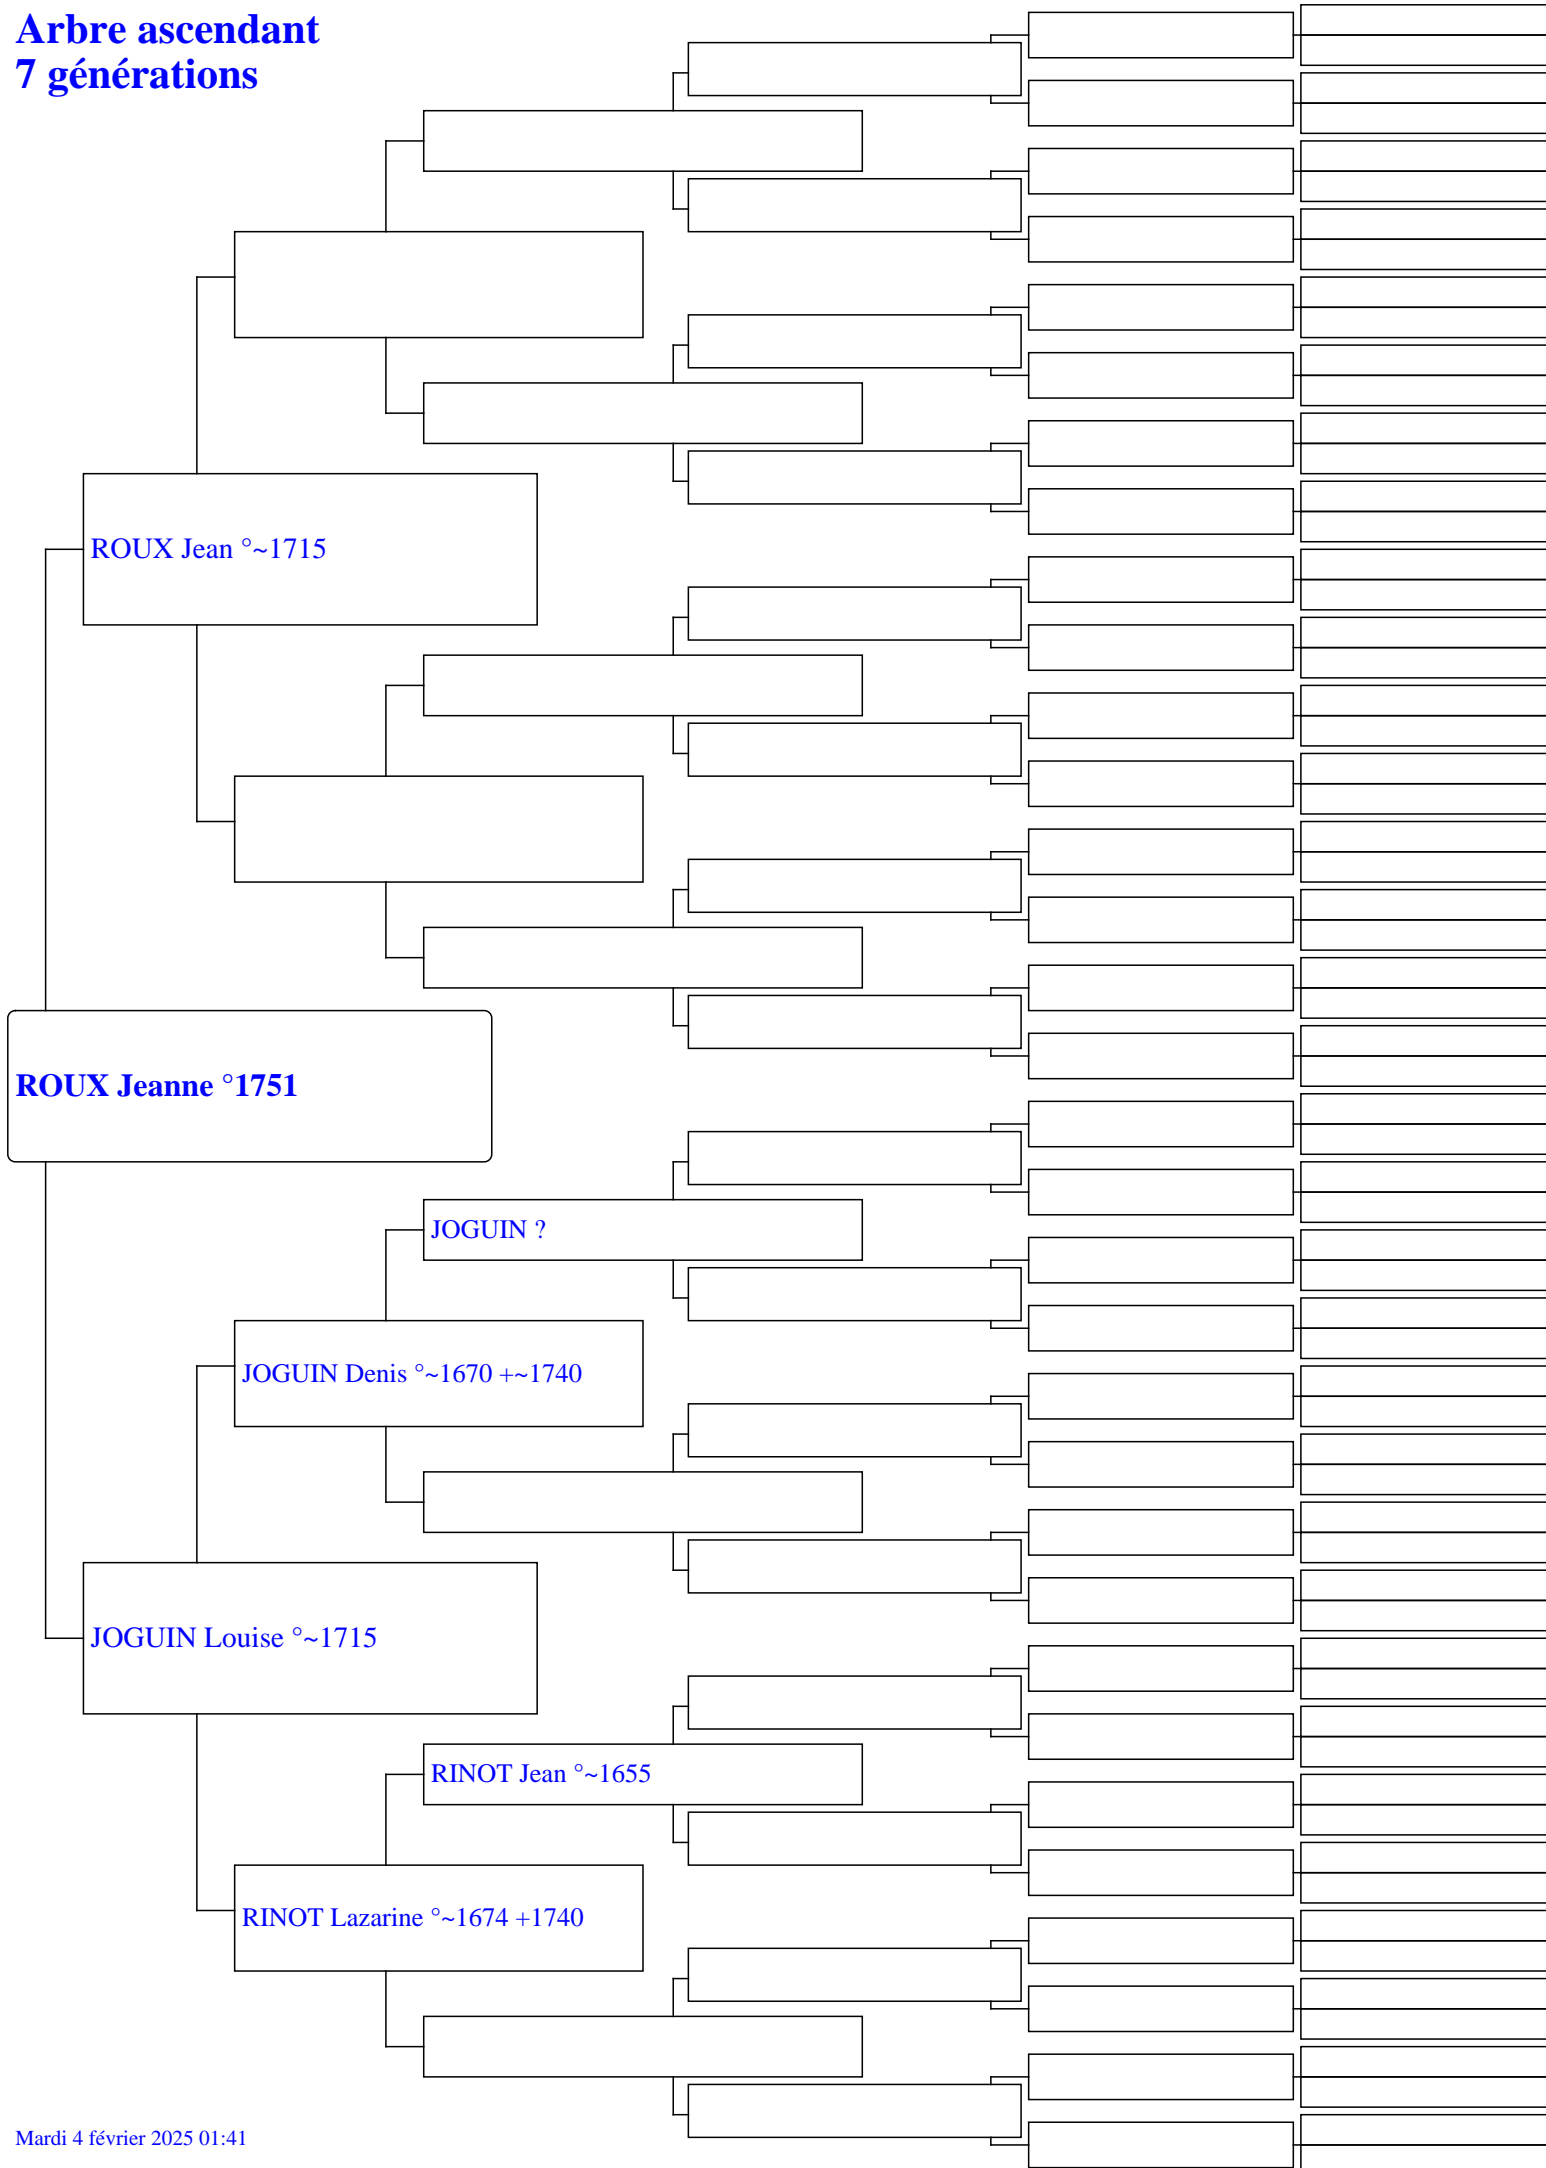 Arbre ascendant
7 générations
ROUX Jean °~1715
ROUX Jeanne °1751
JOGUIN ?
JOGUIN Denis °~1670 +~1740
JOGUIN Louise °~1715
RINOT Jean °~1655
RINOT Lazarine °~1674 +1740
Mardi 4 février 2025 01:41